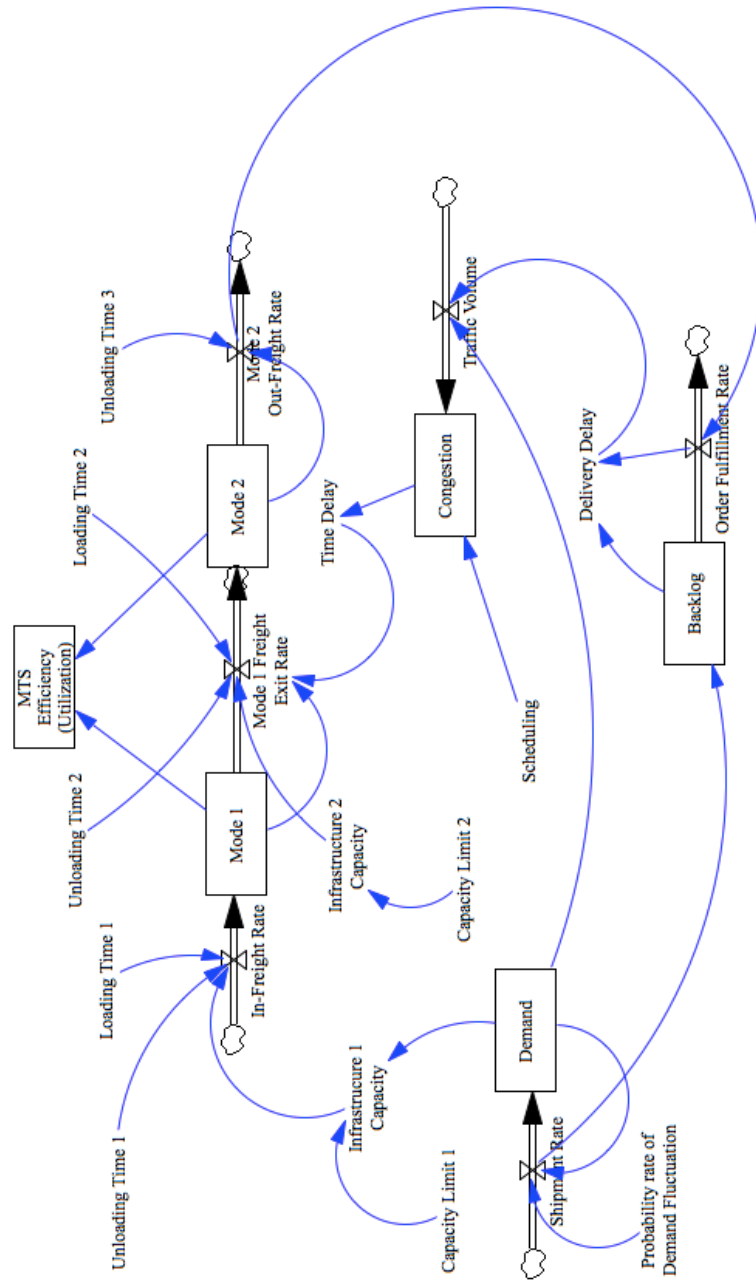 MTS
Efficiency
(Utilization)
Unloading Time 1
Loading Time 1
Unloading Time 2
Loading Time 2
Unloading Time 3
In-Freight Rate
Mode 1
Mode 1 Freight
Exit Rate
Mode 2
Mode 2
Out-Freight Rate
Infrastrucure 1
Capacity
Infrastructure 2
Capacity
Time Delay
Capacity Limit 1
Capacity Limit 2
Congestion
Traffic Volume
Shipment Rate
Demand
Scheduling
Delivery Delay
Probability rate of
Demand Fluctuation
Backlog
Order Fulfillment Rate